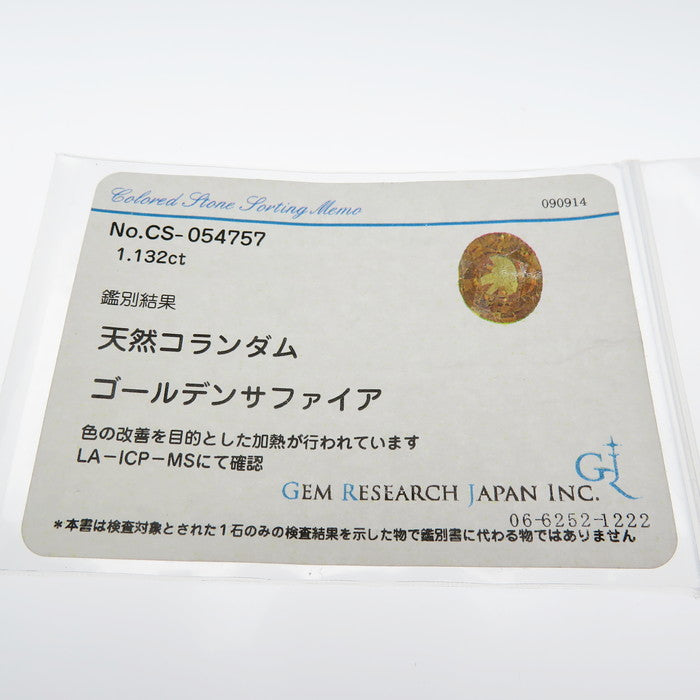 Colored Stone Sorting Memo
090914
No.CS-054757
1.132ct
鑑別結果
天然コランダム
ゴールデンサファイア
色の改善を目的とした加熱が行われています
LA-ICP-MSにて確認
GEM RESEARCH JAPAN INC.
06-6252-1222
*本書は検査対象とされた1石のみの検査結果を示した物で鑑別書に代わる物ではありません